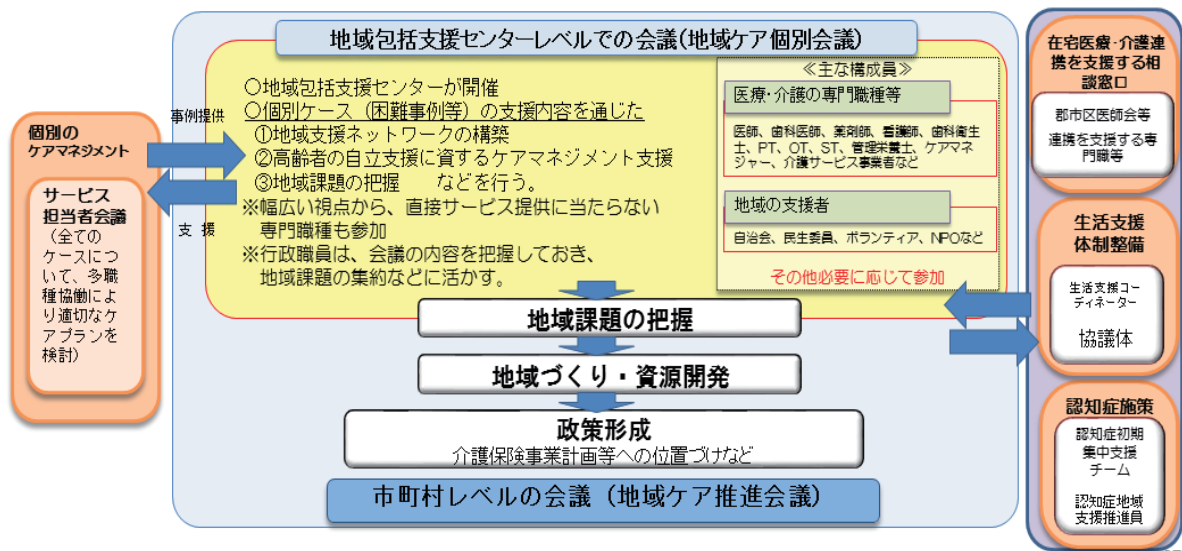 地域包括支援センターレベルでの会議(地域ケア個別会議)
個別の
ケアマネジメント
サービス
担当者会議
(全ての
ケースにつ
いて、多職
種協働によ
り適切なケ
アプランを
検討)
事例提供
支 援
○地域包括支援センターが開催
○個別ケース(困難事例等)の支援内容を通じた
①地域支援ネットワークの構築
②高齢者の自立支援に資するケアマネジメント支援
③地域課題の把握 などを行う。
※幅広い視点から、直接サービス提供に当たらない
専門職種も参加
※行政職員は、会議の内容を把握しておき、
地域課題の集約などに活かす。
≪主な構成員≫
医療・介護の専門職種等
医師、歯科医師、薬剤師、看護師、歯科衛生
士、PT、OT、ST、管理栄養士、ケアマネ
ジャー、介護サービス事業者など
地域の支援者
自治会、民生委員、ボランティア、NPOなど
その他必要に応じて参加
地域課題の把握
地域づくり・資源開発
政策形成
介護保険事業計画等への位置づけなど
市町村レベルの会議(地域ケア推進会議)
在宅医療・介護連
携を支援する相
談窓口
郡市区医師会等
連携を支援する専
門職等
生活支援
体制整備
生活支援コー
ディネーター
協議体
認知症施策
認知症初期
集中支援
チーム
認知症地域
支援推進員